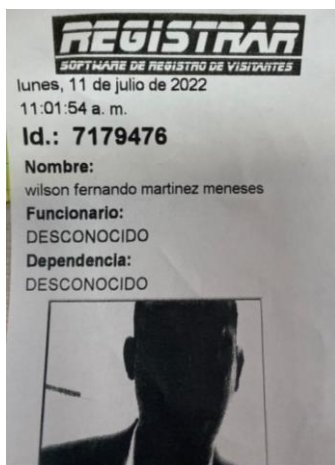 REGISTRAR
SOFTWARE DE REGISTRO DE VISITANTES
lunes, 11 de julio de 2022
11:01:54 a. m.
Id.: 7179476
Nombre:
wilson fernando martinez meneses
Funcionario:
DESCONOCIDO
Dependencia:
DESCONOCIDO